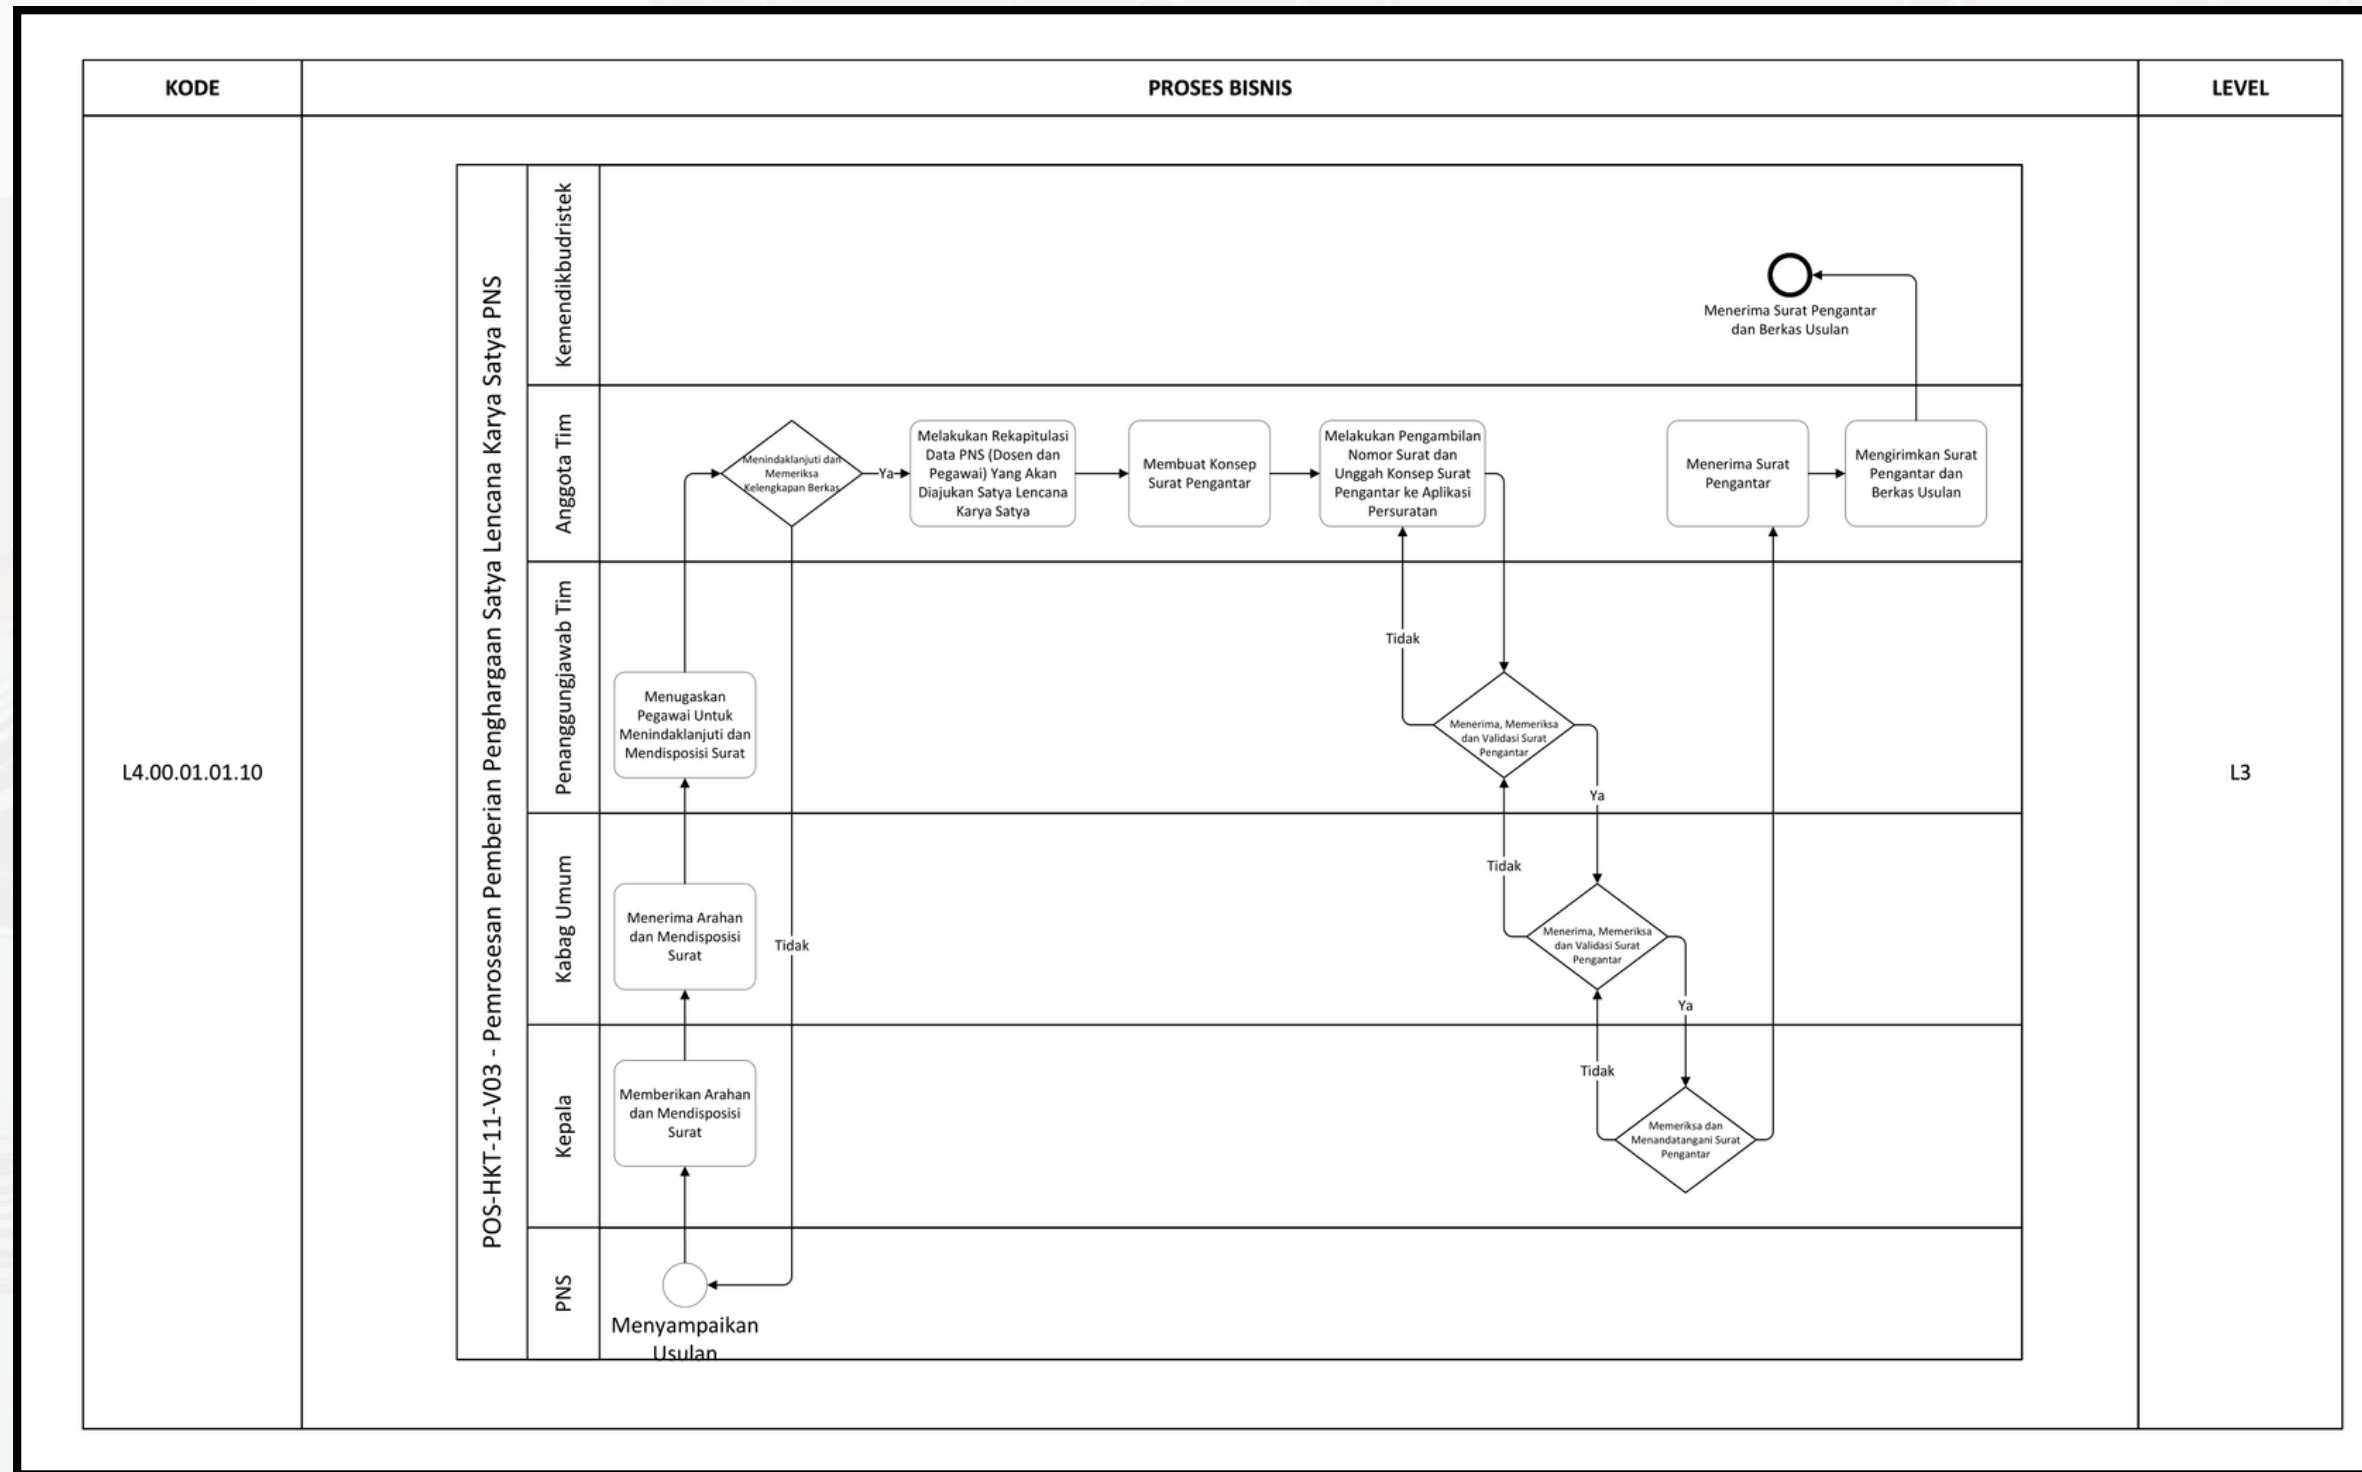 KODE
PROSES BISNIS
LEVEL
L4.00.01.01.10
L3
POS-HKT-11-V03 - Pemrosesan Pemberian Penghargaan Satya Lencana Karya Satya PNS
Kemendikbudristek
Menerima Surat Pengantar
dan Berkas Usulan
Anggota Tim
Menindaklanjuti dan
Memeriksa
Kelengkapan Berkas
Ya
Melakukan Rekapitulasi
Data PNS (Dosen dan
Pegawai) Yang Akan
Diajukan Satya Lencana
Karya Satya
Membuat Konsep
Surat Pengantar
Melakukan Pengambilan
Nomor Surat dan
Unggah Konsep Surat
Pengantar ke Aplikasi
Persuratan
Menerima Surat
Pengantar
Mengirimkan Surat
Pengantar dan
Berkas Usulan
Penanggungjawab Tim
Menugaskan
Pegawai Untuk
Menindaklanjuti dan
Mendisposisi Surat
Tidak
Menerima, Memeriksa
dan Validasi Surat
Pengantar
Ya
Kabag Umum
Menerima Arahan
dan Mendisposisi
Surat
Tidak
Tidak
Menerima, Memeriksa
dan Validasi Surat
Pengantar
Ya
Kepala
Memberikan Arahan
dan Mendisposisi
Surat
Tidak
Memeriksa dan
Menandatangani Surat
Pengantar
PNS
Menyampaikan
Usulan